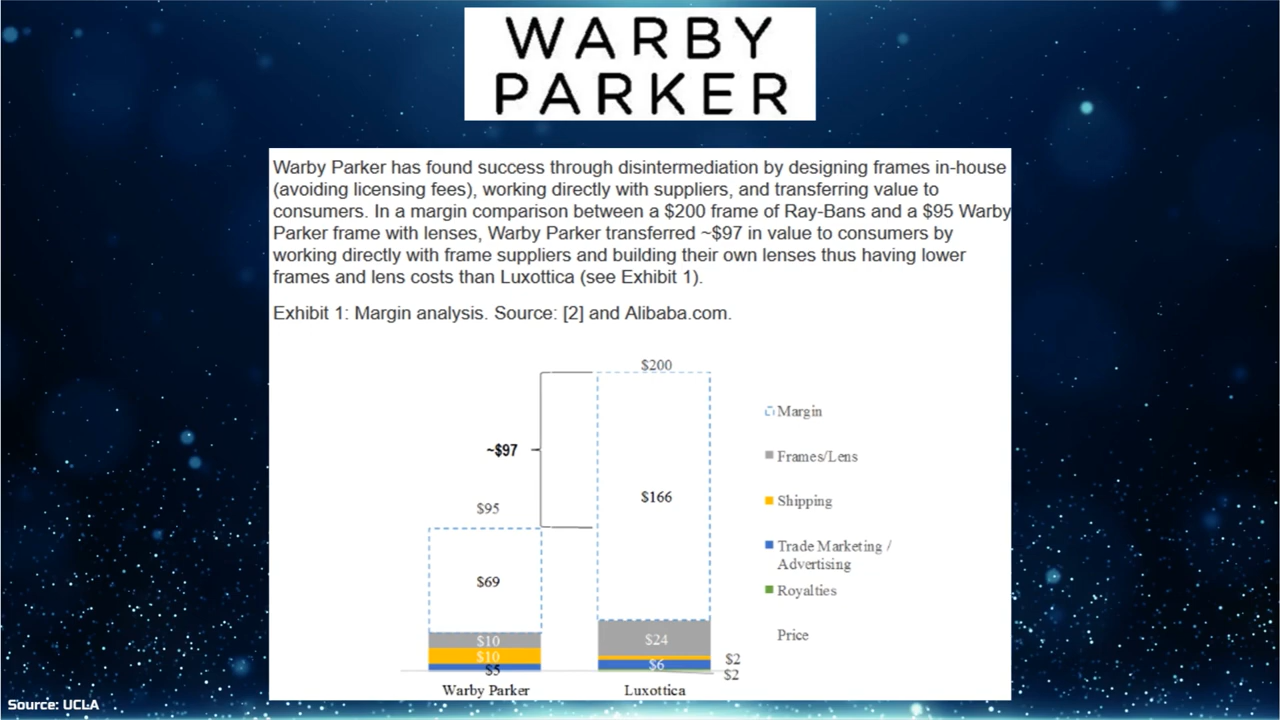 WARBY
PARKER
Warby Parker has found success through disintermediation by designing frames in-house
(avoiding licensing fees), working directly with suppliers, and transferring value to
consumers. In a margin comparison between a $200 frame of Ray-Bans and a $95 Warby
Parker frame with lenses, Warby Parker transferred ~$97 in value to consumers by
working directly with frame suppliers and building their own lenses thus having lower
frames and lens costs than Luxottica (see Exhibit 1).
Exhibit 1: Margin analysis. Source: [2] and Alibaba.com.
$200
Margin
~$97
Frames/Lens
$166
$95
Shipping
Trade Marketing /
Advertising
$69
Royalties
Price
$10
$24
$10
$2
$6
$5
$2
Warby Parker
Luxottica
Source: UCLA